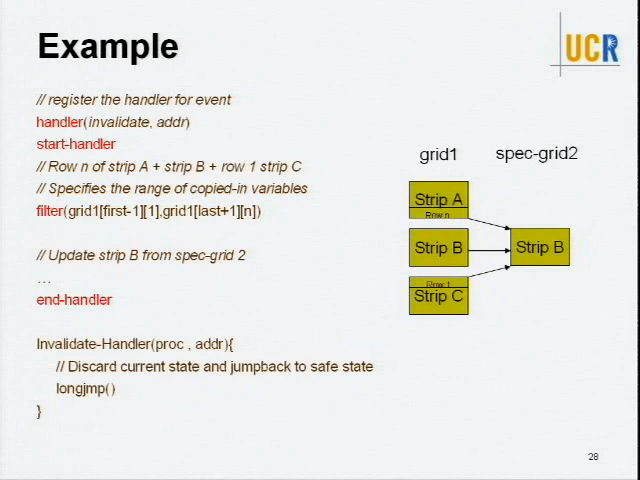 Example
UCR
// register the handler for event
handler(invalidate, addr)
start-handler
// Row n of strip A + strip B + row 1 strip C
// Specifies the range of copied-in variables
filter(grid1[first-1][1],grid1[last+1][n])
// Update strip B from spec-grid 2
…
end-handler
Invalidate-Handler(proc , addr){
// Discard current state and jumpback to safe state
longjmp()
}
grid1
spec-grid2
Strip A
Row n
Strip B
Strip B
Row 1
Strip C
28